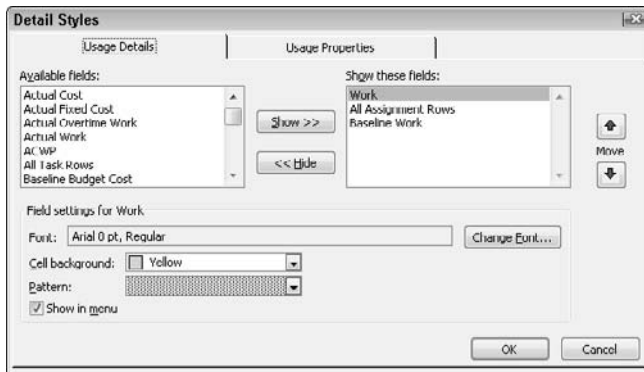 Detail Styles
Usage Details
Usage Properties
Available fields:
Show these fields:
Actual Cost
Actual Fixed Cost
Actual Overtime Work
Actual Work
ACWP
All Task Rows
Baseline Budget Cost
Show >>
<< Hide
Work
All Assignment Rows
Baseline Work
Move
Field settings for Work
Font:
Arial 8 pt, Regular
Change Font...
Cell background:
Yellow
Pattern:
Show in menu
OK
Cancel